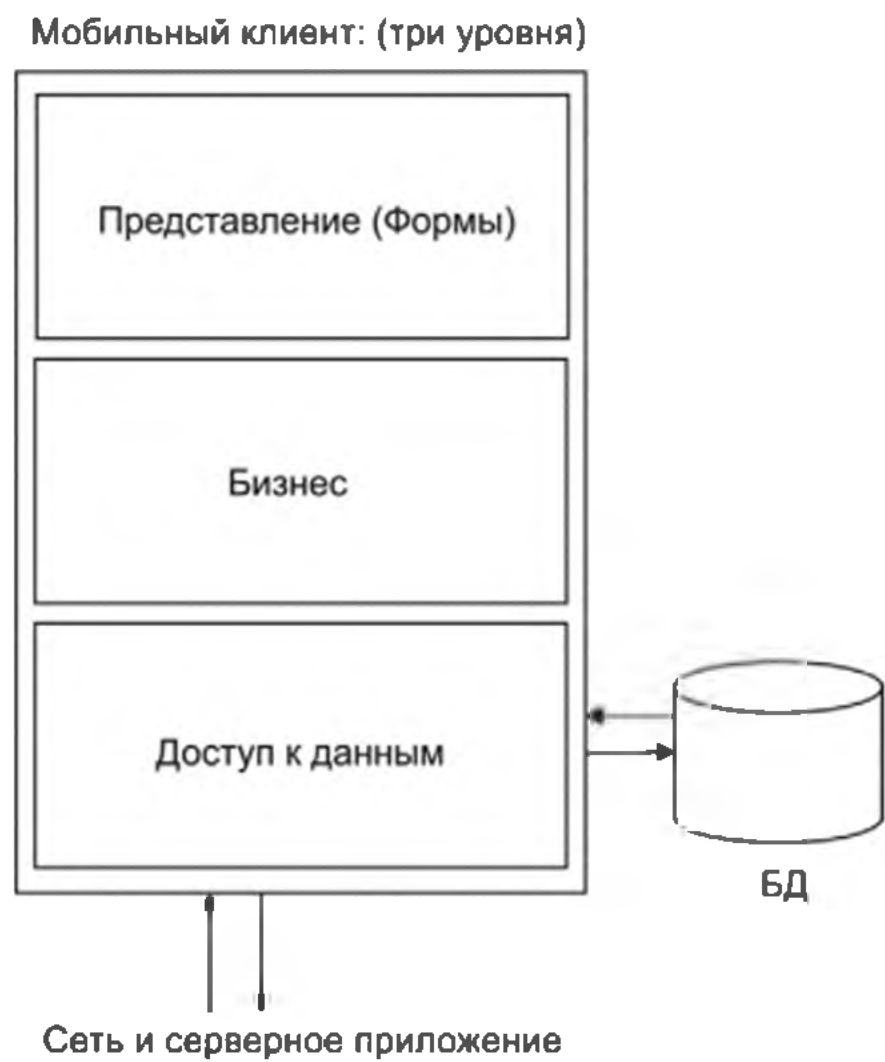 Мобильный клиент: (три уровня)
Представление (Формы)
Бизнес
Доступ к данным
БД
Сеть и серверное приложение